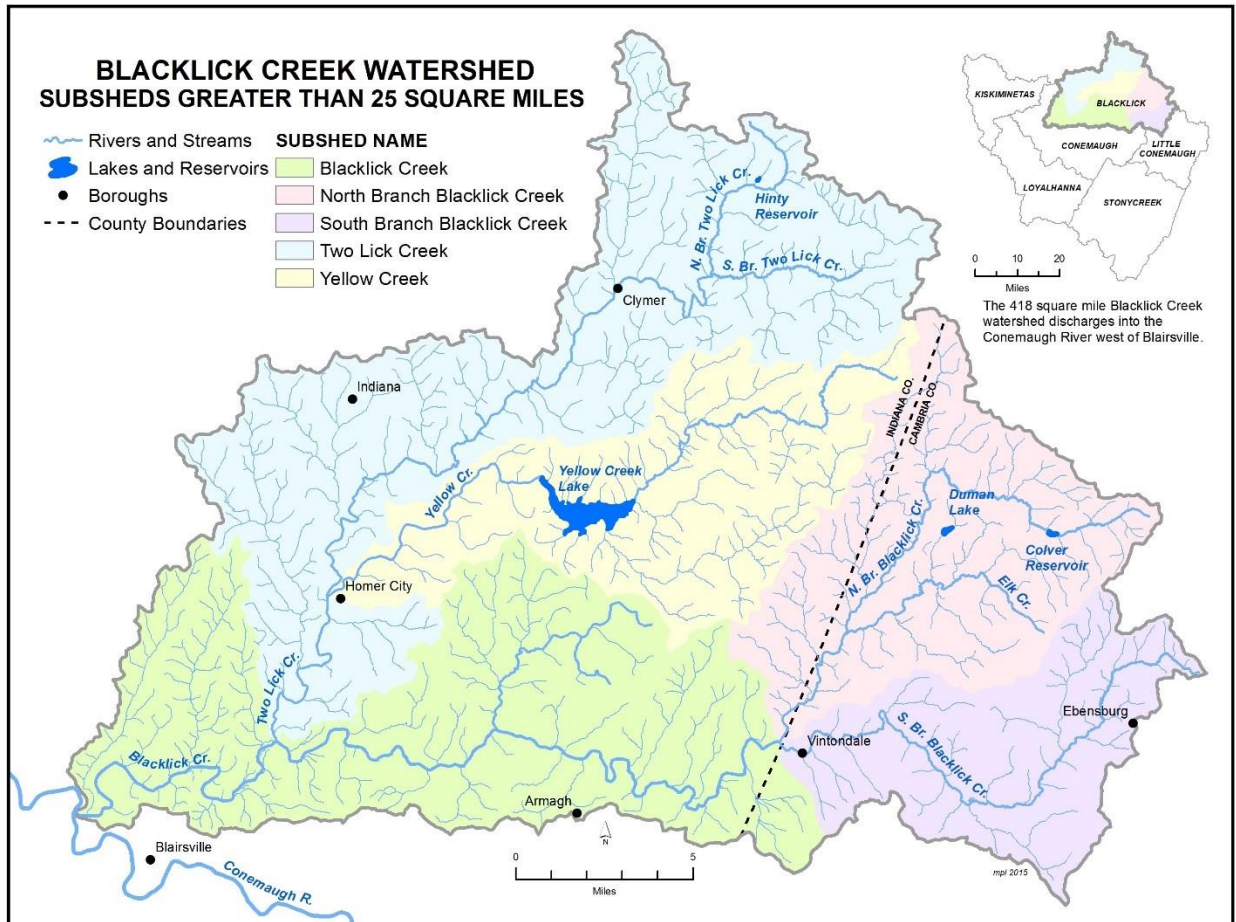 BLACKLICK CREEK WATERSHED
SUBSHEDS GREATER THAN 25 SQUARE MILES
Rivers and Streams
Lakes and Reservoirs
Boroughs
County Boundaries
SUBSHED NAME
Blacklick Creek
North Branch Blacklick Creek
South Branch Blacklick Creek
Two Lick Creek
Yellow Creek
KISKIMINETAS
BLACKLICK
CONEMAUGH
LITTLE
CONEMAUGH
LOYALHANNA
STONYCREEK
0 10 20
Miles
The 418 square mile Blacklick Creek
watershed discharges into the
Conemaugh River west of Blairsville.
N. Br. Two Lick Cr.
Hinty
Reservoir
S. Br. Two Lick Cr.
Clymer
Indiana
INDIANA CO.
CAMBRIA CO.
Yellow Cr.
Yellow Creek
Lake
Duman
Lake
Colver
Reservoir
N. Br. Blacklick Cr.
Elk Cr.
Homer City
Two Lick Cr.
Ebensburg
S. Br. Blacklick Cr.
Vintondale
Blacklick Cr.
Armagh
N
Blairsville
Conemaugh R.
0 5
Miles
mpl 2015